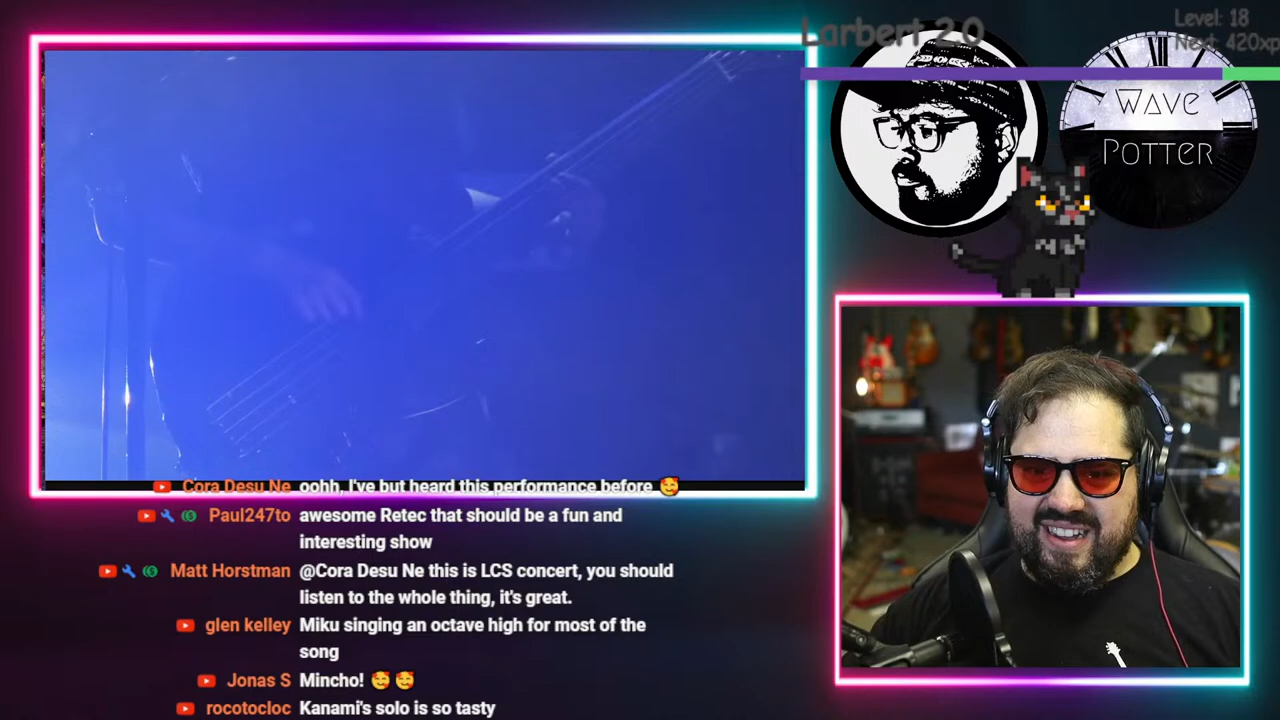 Larbert 2.0
Level: 18
Next: 420xp
WAVE
POTTER
Cora Desu Ne oohh, I've but heard this performance before 🥰
Paul247to awesome Retec that should be a fun and
interesting show
Matt Horstman @Cora Desu Ne this is LCS concert, you should
listen to the whole thing, it's great.
glen kelley Miku singing an octave high for most of the
song
Jonas S Mincho! 🥰 🥰
rocotocloc Kanami's solo is so tasty